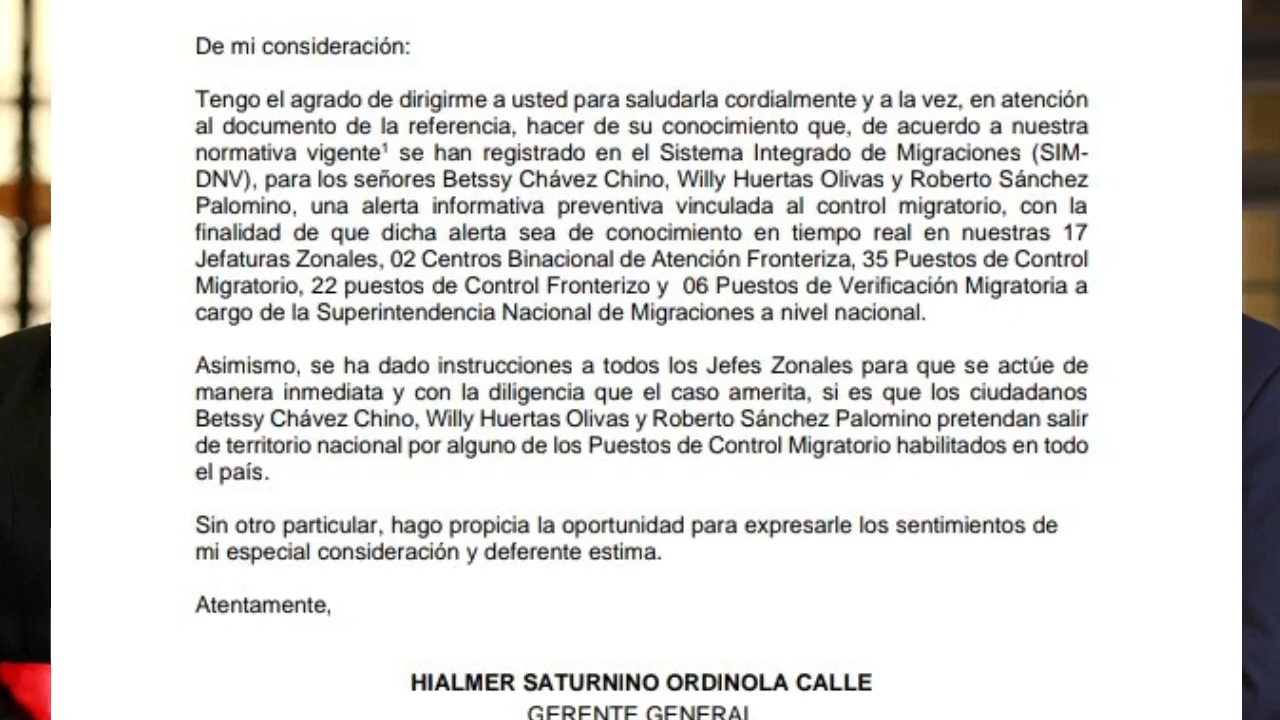 De mi consideración:
Tengo el agrado de dirigirme a usted para saludarla cordialmente y a la vez, en atención
al documento de la referencia, hacer de su conocimiento que, de acuerdo a nuestra
normativa vigente¹ se han registrado en el Sistema Integrado de Migraciones (SIM-
DNV), para los señores Betssy Chávez Chino, Willy Huertas Olivas y Roberto Sánchez
Palomino, una alerta informativa preventiva vinculada al control migratorio, con la
finalidad de que dicha alerta sea de conocimiento en tiempo real en nuestras 17
Jefaturas Zonales, 02 Centros Binacional de Atención Fronteriza, 35 Puestos de Control
Migratorio, 22 puestos de Control Fronterizo y 06 Puestos de Verificación Migratoria a
cargo de la Superintendencia Nacional de Migraciones a nivel nacional.
Asimismo, se ha dado instrucciones a todos los Jefes Zonales para que se actúe de
manera inmediata y con la diligencia que el caso amerita, si es que los ciudadanos
Betssy Chávez Chino, Willy Huertas Olivas y Roberto Sánchez Palomino pretendan salir
de territorio nacional por alguno de los Puestos de Control Migratorio habilitados en todo
el país.
Sin otro particular, hago propicia la oportunidad para expresarle los sentimientos de
mi especial consideración y deferente estima.
Atentamente,
HIALMER SATURNINO ORDINOLA CALLE
GERENTE GENERAL